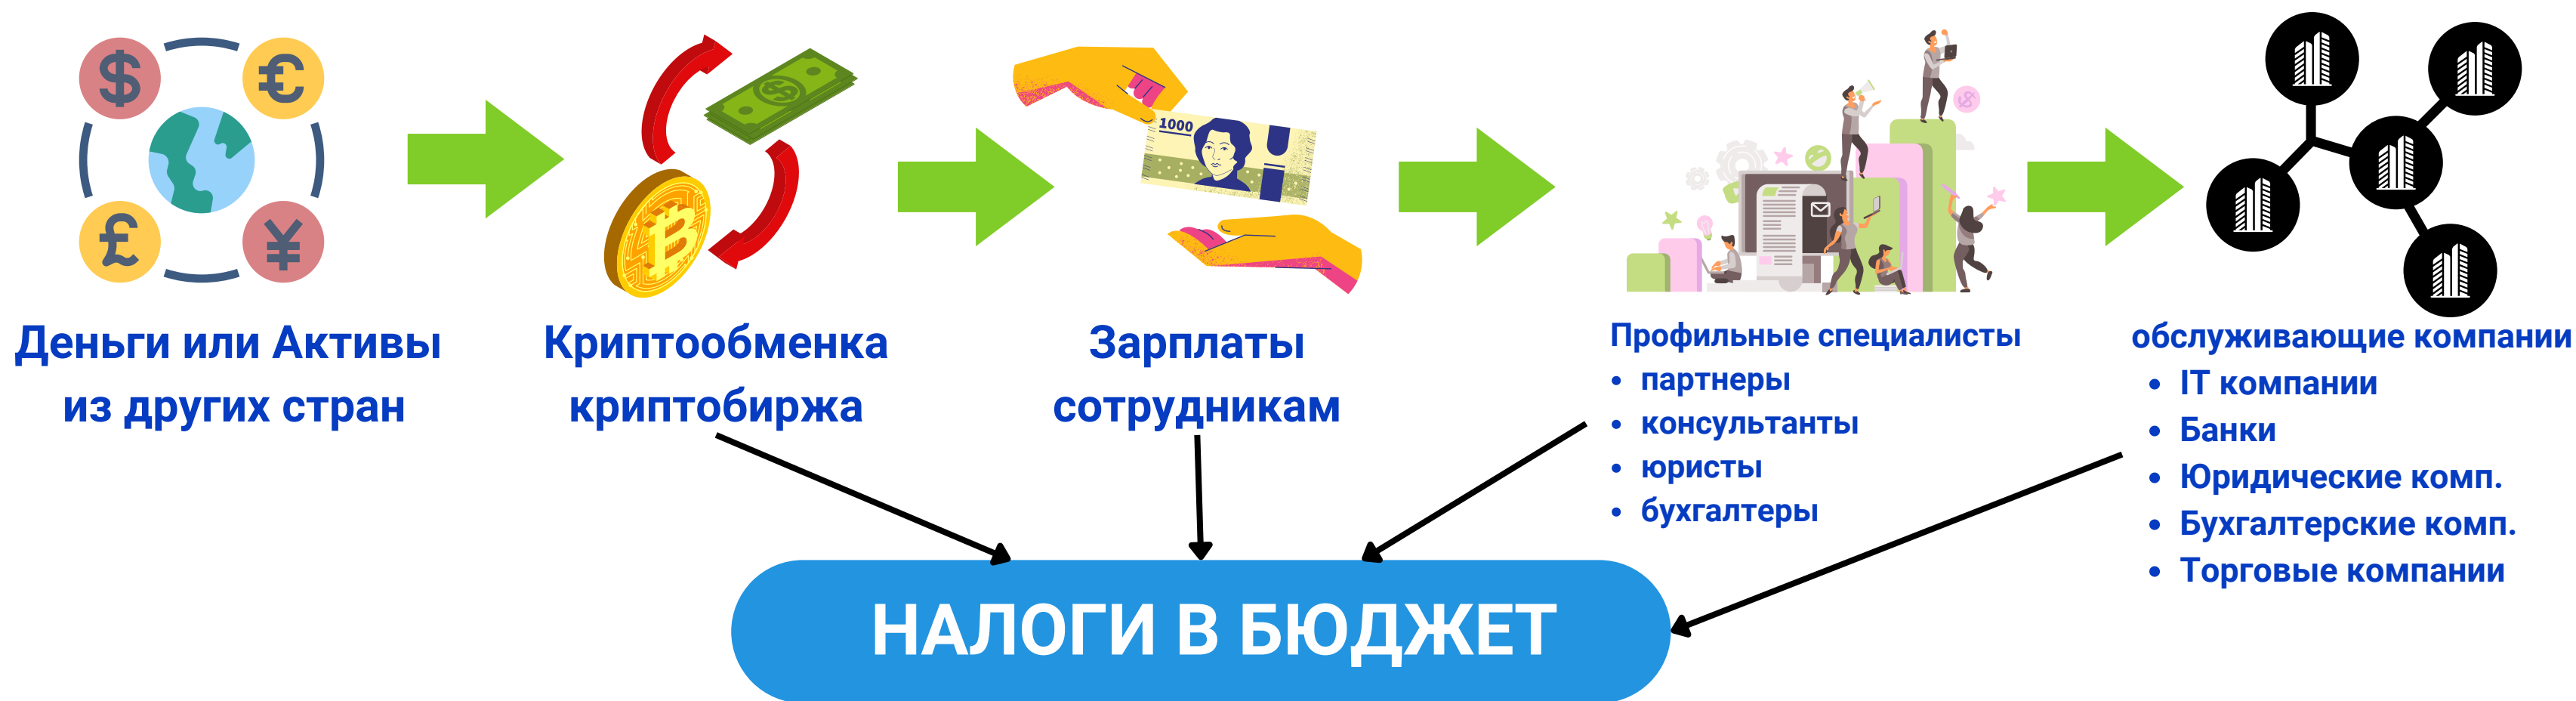 $
€
£
¥
1000
Деньги или Активы
из других стран
Криптообменка
криптобиржа
Зарплаты
сотрудникам
Профильные специалисты
• партнеры
• консультанты
• юристы
• бухгалтеры
обслуживающие компании
• IT компании
• Банки
• Юридические комп.
• Бухгалтерские комп.
• Торговые компании
НАЛОГИ В БЮДЖЕТ